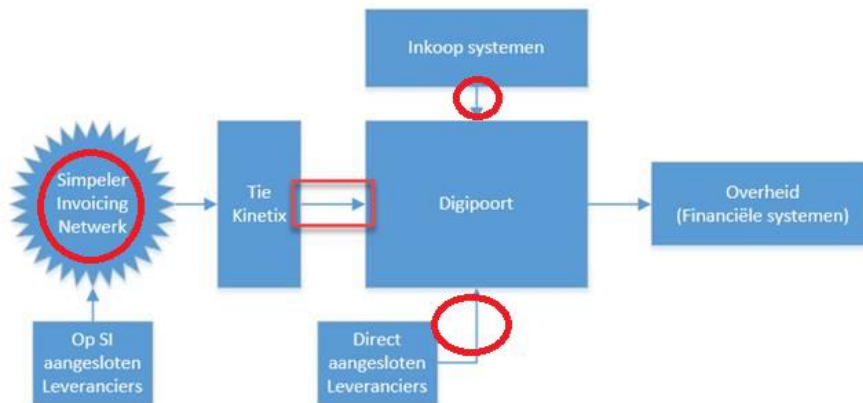 Inkoop systemen
Simpeler
Invoicing
Netwerk
Tie
Kinetix
Digipoort
Overheid
(Financiële systemen)
Op SI
aangesloten
Leveranciers
Direct
aangesloten
Leveranciers